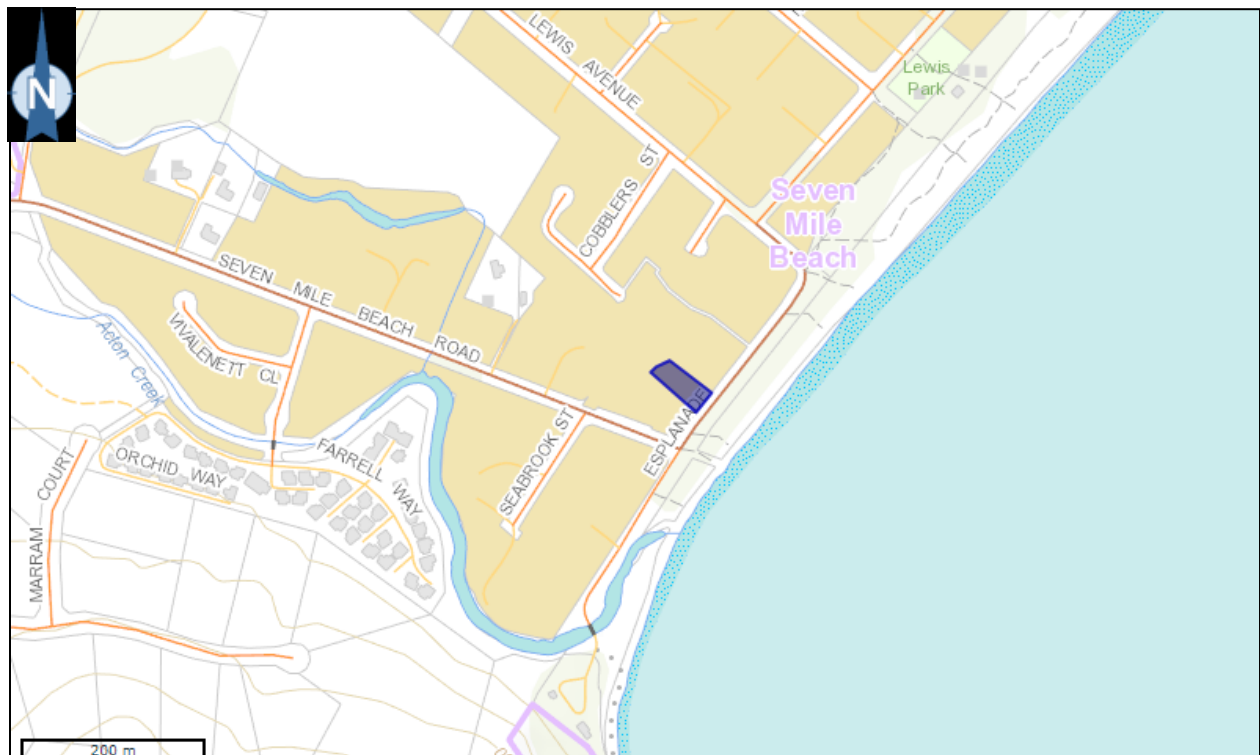 N
LEWIS AVENUE
Lewis
Park
COBBLERS ST
Seven
Mile
Beach
SEVEN MILE BEACH ROAD
CL
Acton Creek
ESPLANADE
SEABROOK ST
FARRELL WAY
ORCHID WAY
MARRAM COURT
200 m